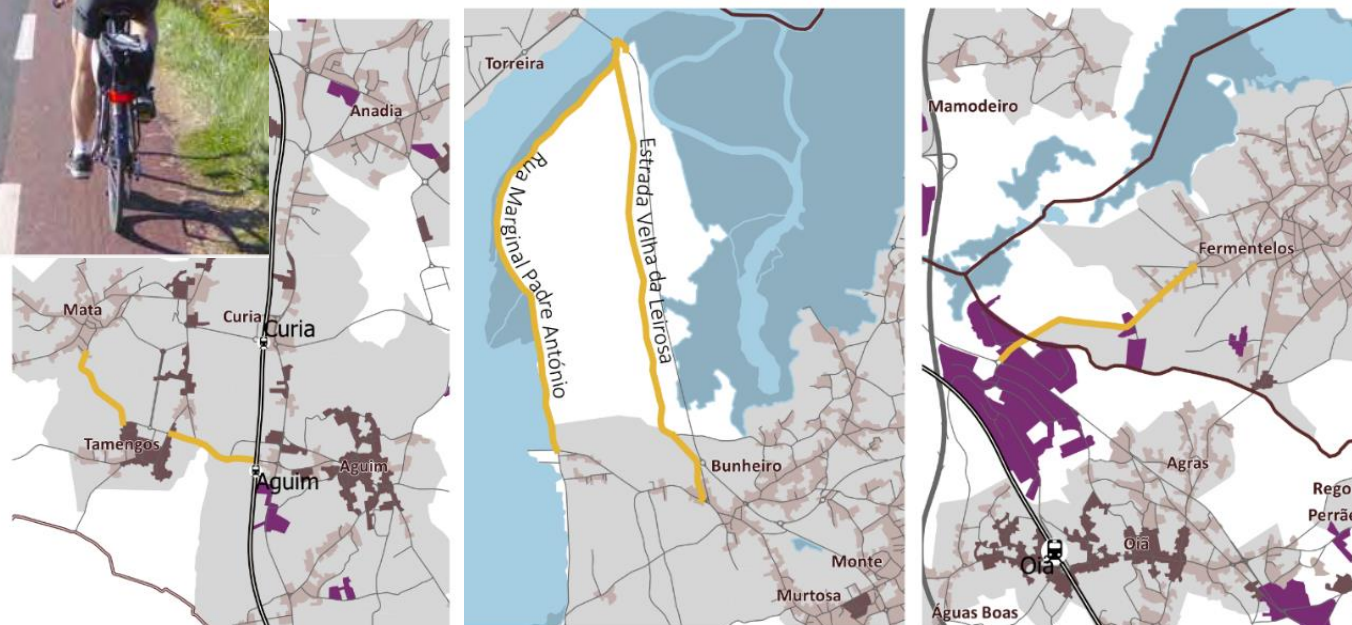 Anadia
Mata
Curia
Curia
Tamengos
Aguim
Aguim
Torreira
Rua Marginal Padre António
Estrada Velha da Leirosa
Bunheiro
Monte
Murtosa
Mamodeiro
Fermentelos
Agras
Rego
Perrãe
Oiã
Oiã
Águas Boas